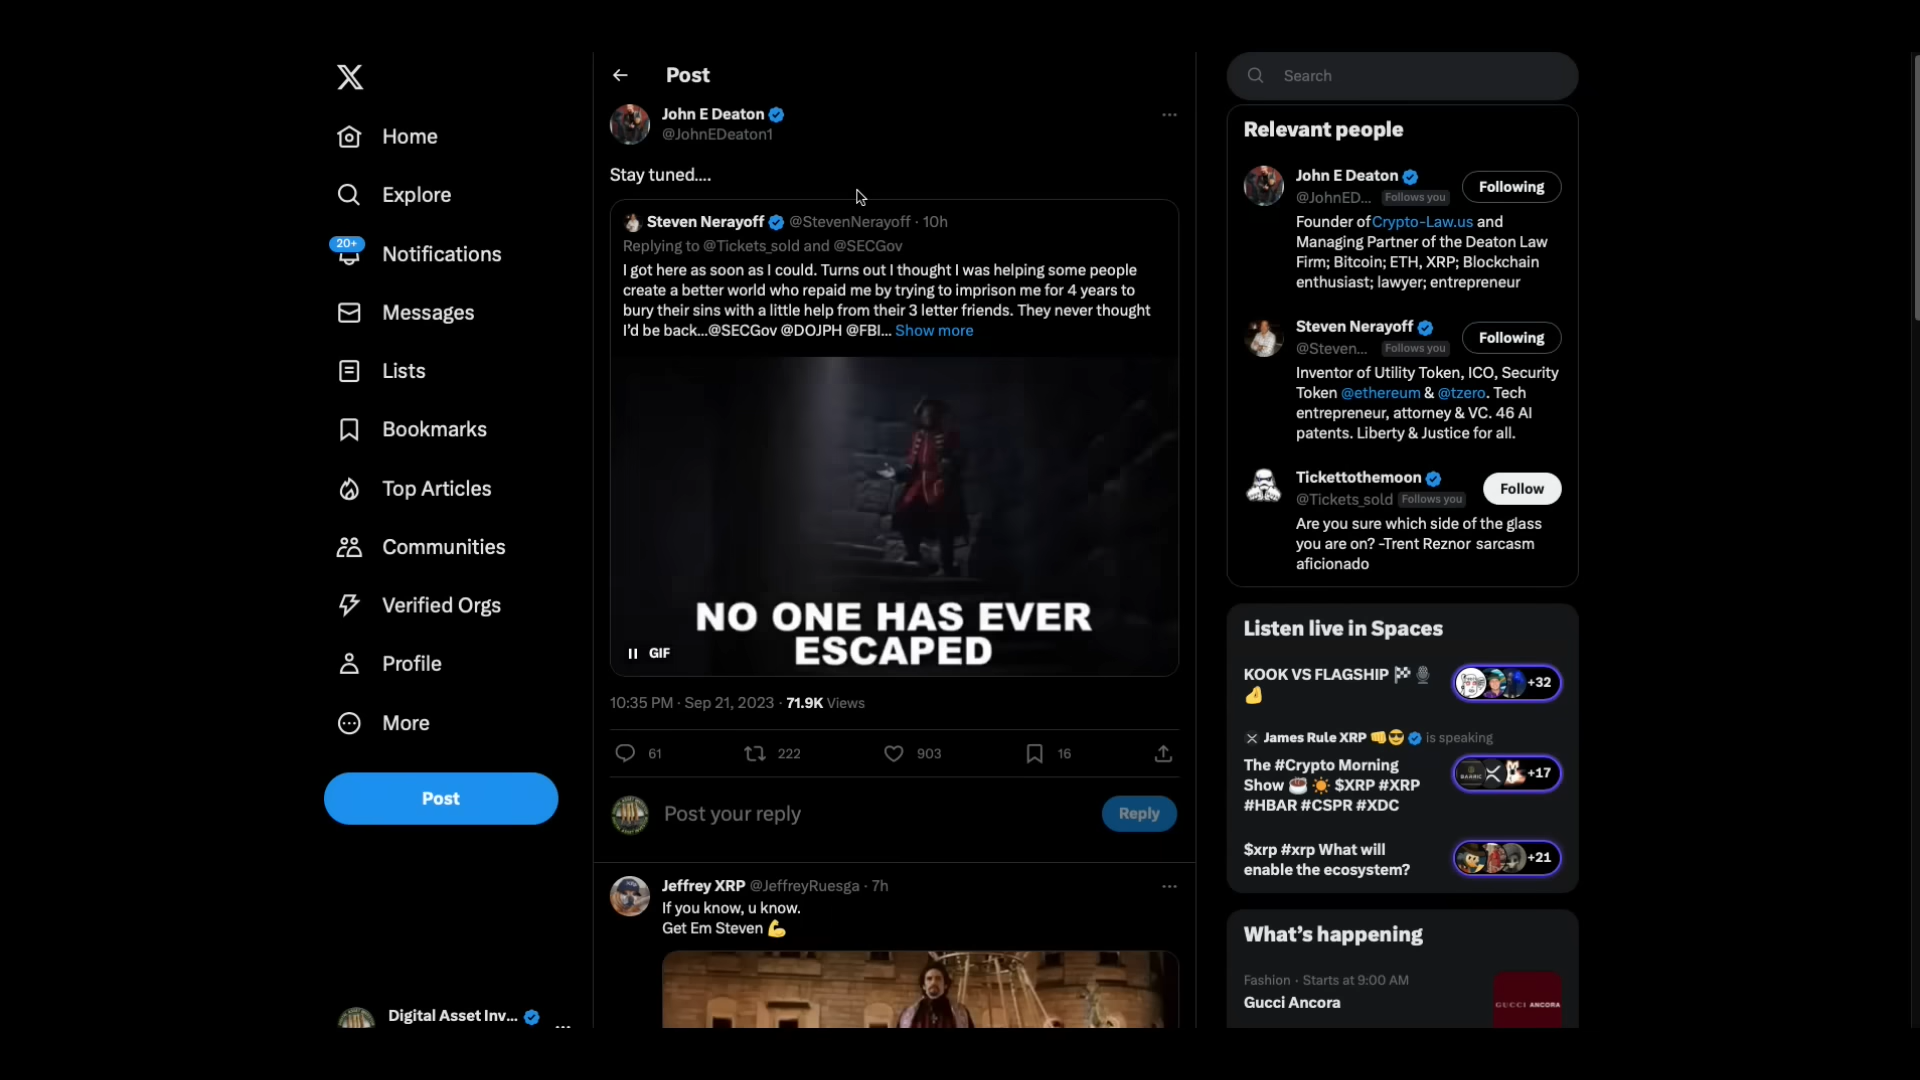 Home
Explore
20+
Notifications
Messages
Lists
Bookmarks
Top Articles
Communities
Verified Orgs
Profile
More
Post
Digital Asset Inv...
Post
John E Deaton
@JohnEDeaton1
Stay tuned....
Steven Nerayoff @StevenNerayoff · 10h
Replying to @Tickets_sold and @SECGov
I got here as soon as I could. Turns out I thought I was helping some people
create a better world who repaid me by trying to imprison me for 4 years to
bury their sins with a little help from their 3 letter friends. They never thought
I'd be back...@SECGov @DOJPH @FBI... Show more
NO ONE HAS EVER
ESCAPED
GIF
10:35 PM · Sep 21, 2023 · 71.9K Views
61 222 903 16
Post your reply
Reply
Jeffrey XRP @JeffreyRuesga · 7h
If you know, u know.
Get Em Steven 💪
Search
Relevant people
John E Deaton
@JohnED... Follows you
Following
Founder of Crypto-Law.us and
Managing Partner of the Deaton Law
Firm; Bitcoin; ETH, XRP; Blockchain
enthusiast; lawyer; entrepreneur
Steven Nerayoff
@Steven... Follows you
Following
Inventor of Utility Token, ICO, Security
Token @ethereum & @tzero. Tech
entrepreneur, attorney & VC. 46 AI
patents. Liberty & Justice for all.
Tickettothemoon
@Tickets_sold Follows you
Follow
Are you sure which side of the glass
you are on? -Trent Reznor sarcasm
aficionado
Listen live in Spaces
KOOK VS FLAGSHIP
+32
James Rule XRP 👊😎 is speaking
The #Crypto Morning
Show ☕ ☀️ $XRP #XRP
#HBAR #CSPR #XDC
+17
$xrp #xrp What will
enable the ecosystem?
+21
What's happening
Fashion · Starts at 9:00 AM
Gucci Ancora
GUCCI ANCORA